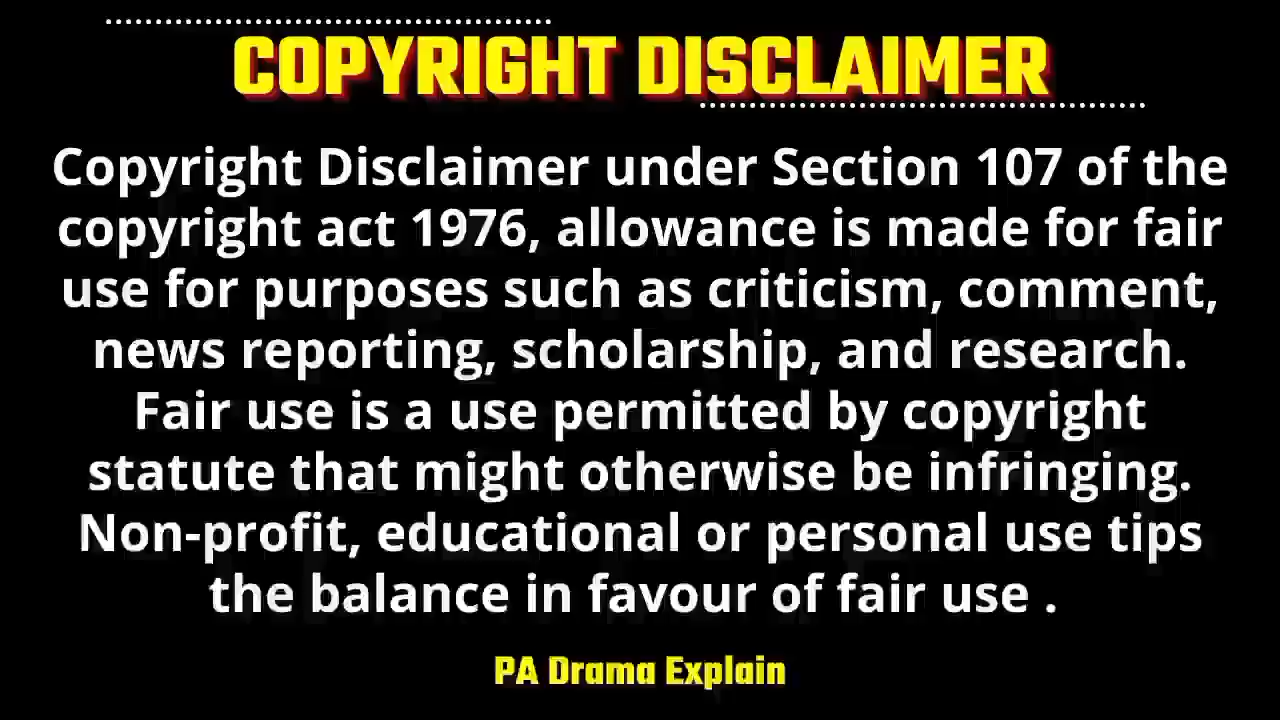 COPYRIGHT DISCLAIMER
Copyright Disclaimer under Section 107 of the
copyright act 1976, allowance is made for fair
use for purposes such as criticism, comment,
news reporting, scholarship, and research.
Fair use is a use permitted by copyright
statute that might otherwise be infringing.
Non-profit, educational or personal use tips
the balance in favour of fair use .
PA Drama Explain